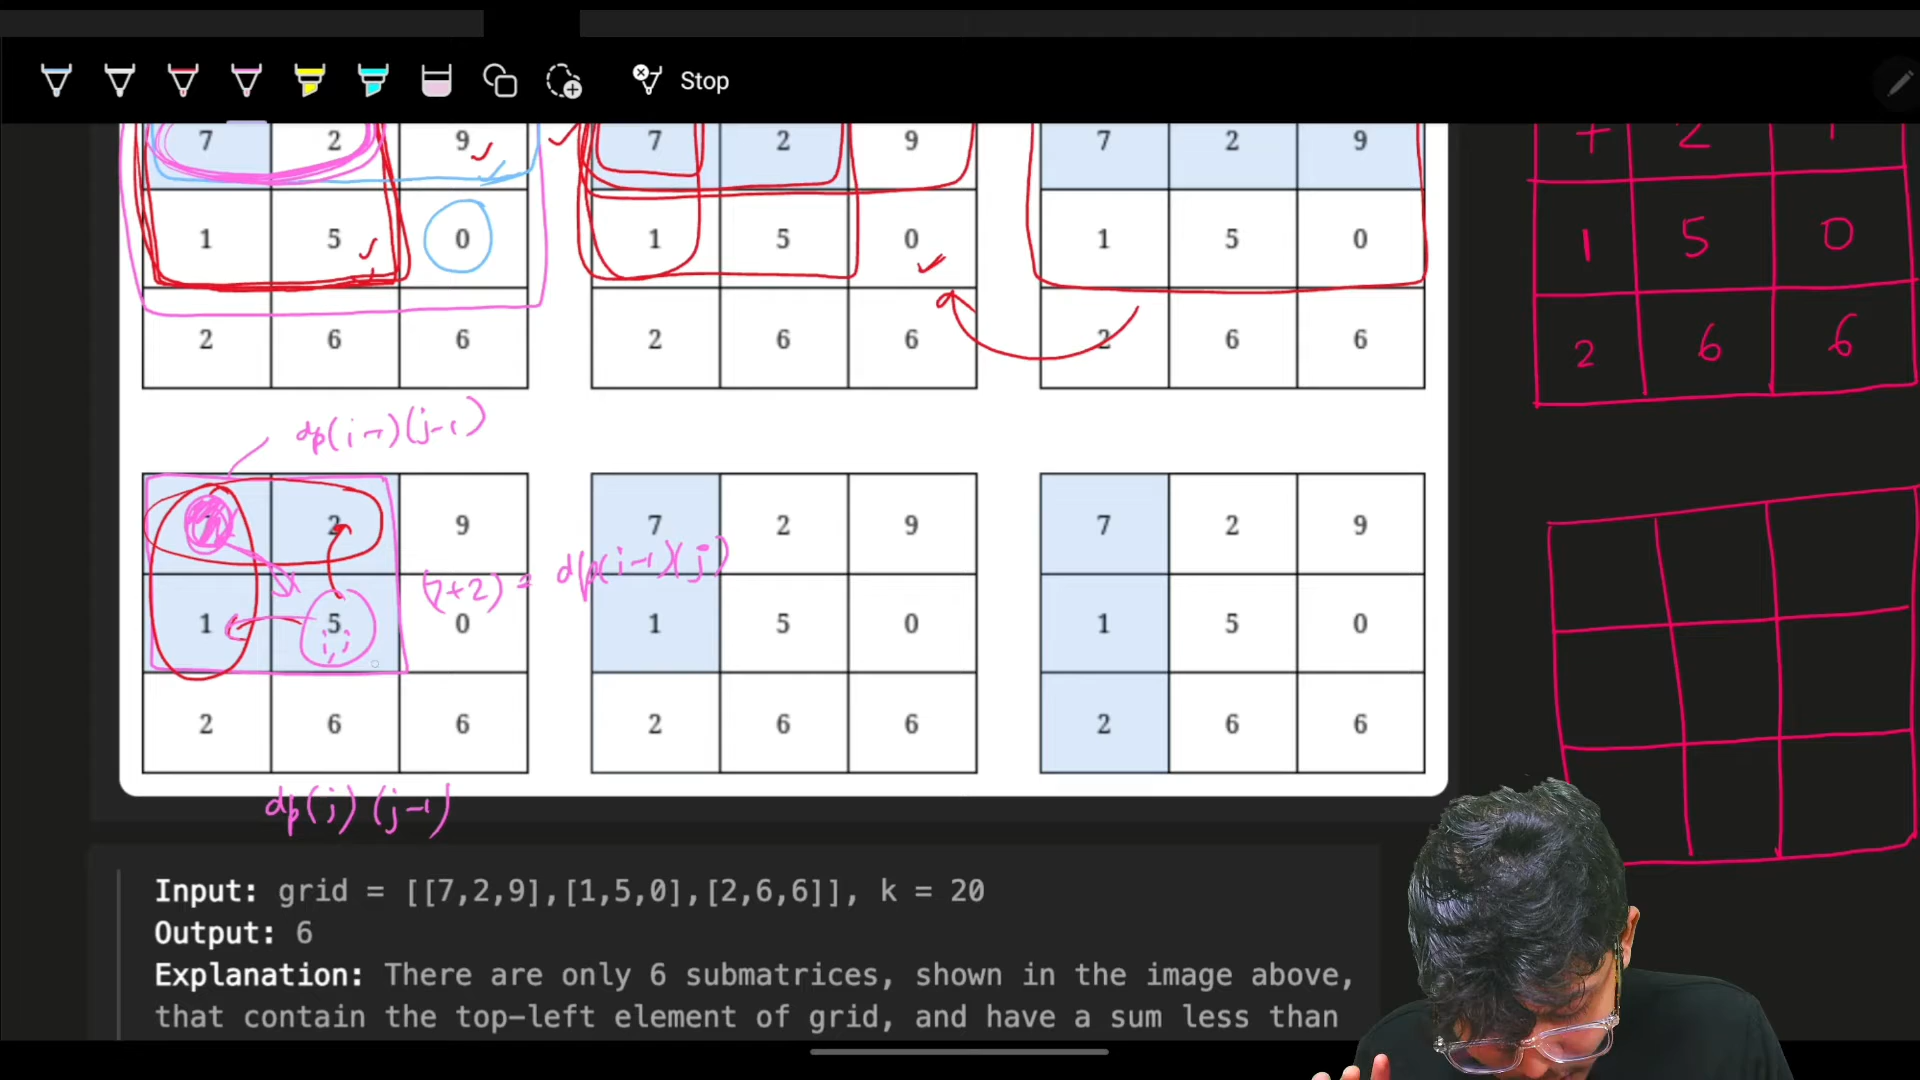 Stop
7 2 9 7 2 9 7 2 9
1 5 0 1 5 0 1 5 0 1 5 0
2 6 6 2 6 6 2 6 6 2 6 6
dp(i-1)(j-1)
2 9 7 2 9 7 2 9
(7+2) = dp(i-1)(j)
1 5 0 1 5 0 1 5 0
i,j
2 6 6 2 6 6 2 6 6
dp(j)(j-1)
Input: grid = [[7,2,9],[1,5,0],[2,6,6]], k = 20
Output: 6
Explanation: There are only 6 submatrices, shown in the image above,
that contain the top-left element of grid, and have a sum less than